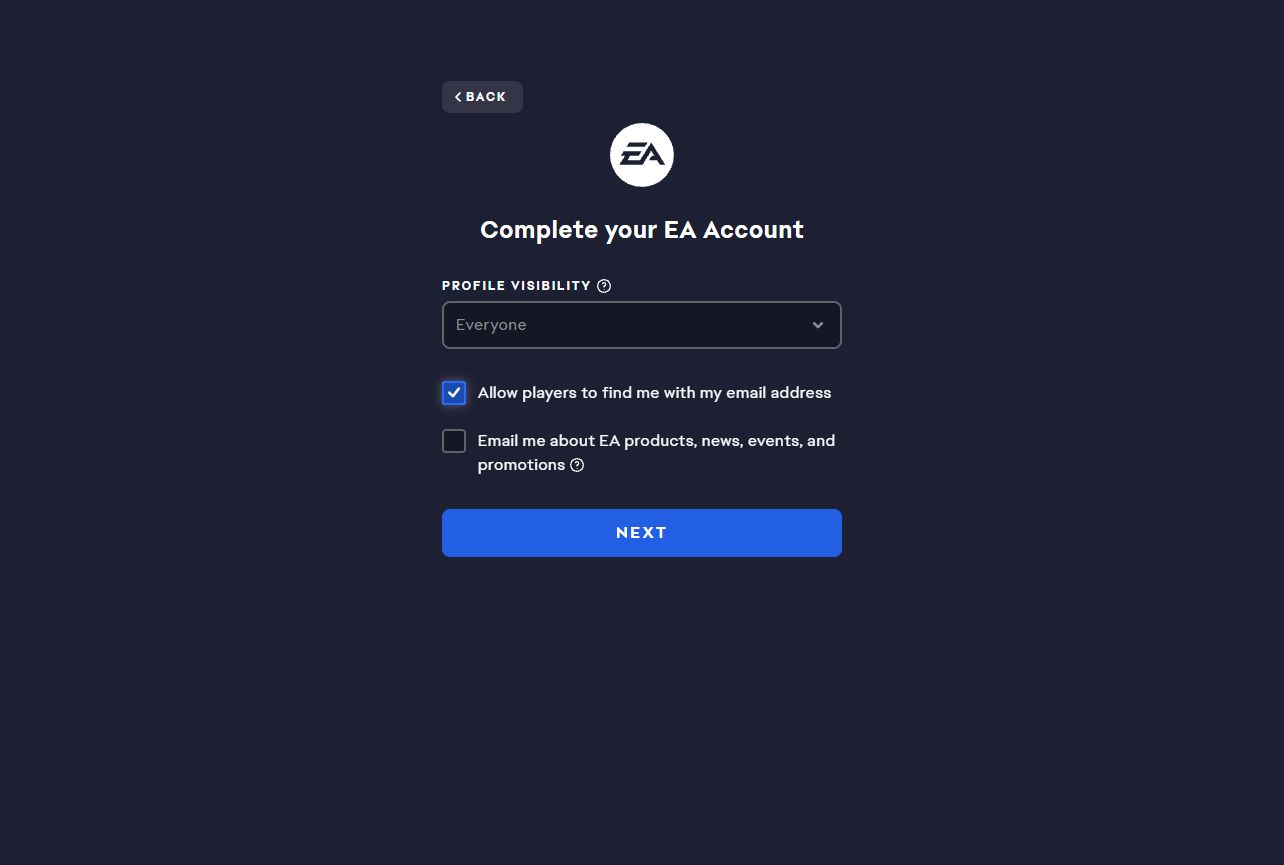 BACK
EA
Complete your EA Account
PROFILE VISIBILITY
Everyone
Allow players to find me with my email address
Email me about EA products, news, events, and
promotions
NEXT